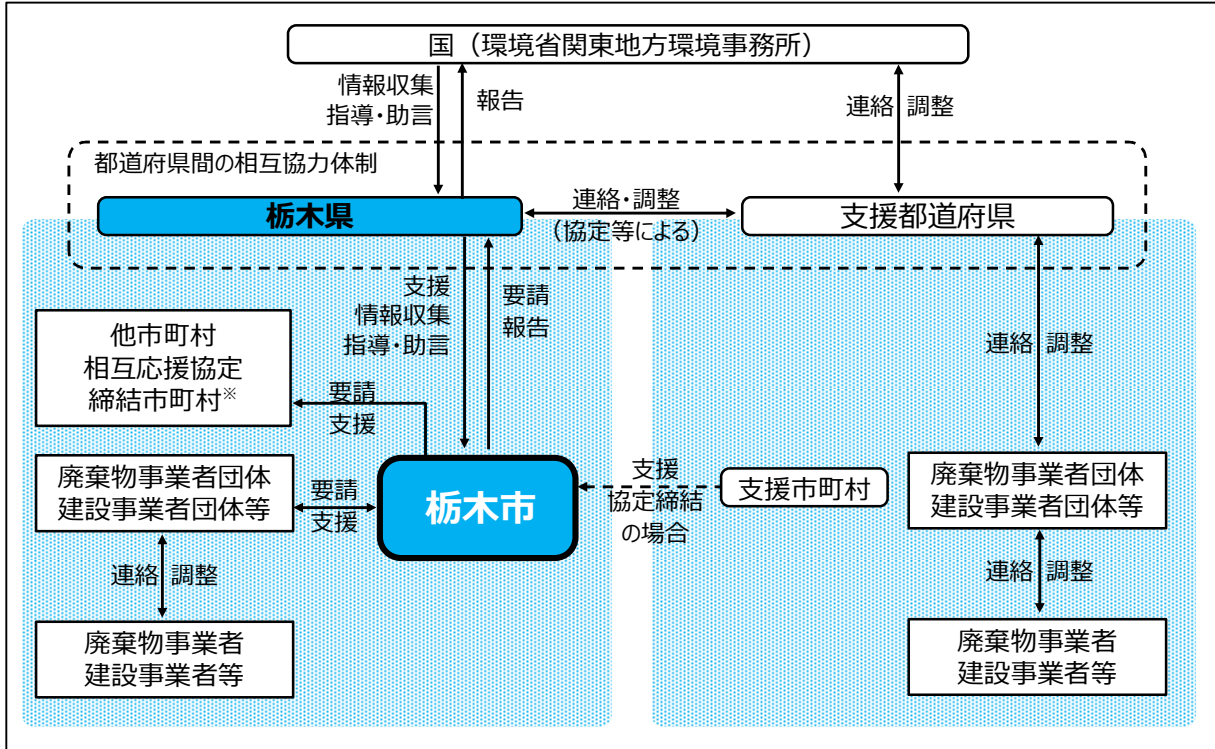 国（環境省関東地方環境事務所）
情報収集
指導・助言
報告
連絡 調整
都道府県間の相互協力体制
栃木県
連絡・調整
（協定等による）
支援都道府県
支援
情報収集
指導・助言
要請
報告
連絡 調整
他市町村
相互応援協定
締結市町村※
要請
支援
廃棄物事業者団体
建設事業者団体等
要請
支援
栃木市
支援
協定締結
の場合
支援市町村
廃棄物事業者団体
建設事業者団体等
連絡 調整
連絡 調整
廃棄物事業者
建設事業者等
廃棄物事業者
建設事業者等